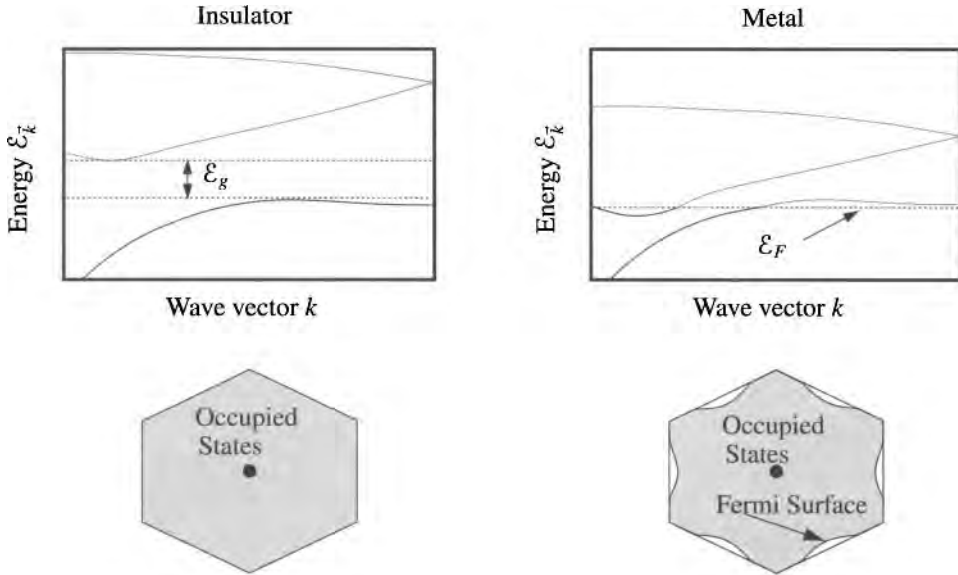 Insulator
Energy ℰ_k⃗
ℰ_g
Wave vector k
Metal
Energy ℰ_k⃗
ℰ_F
Wave vector k
Occupied
States
Occupied
States
Fermi Surface